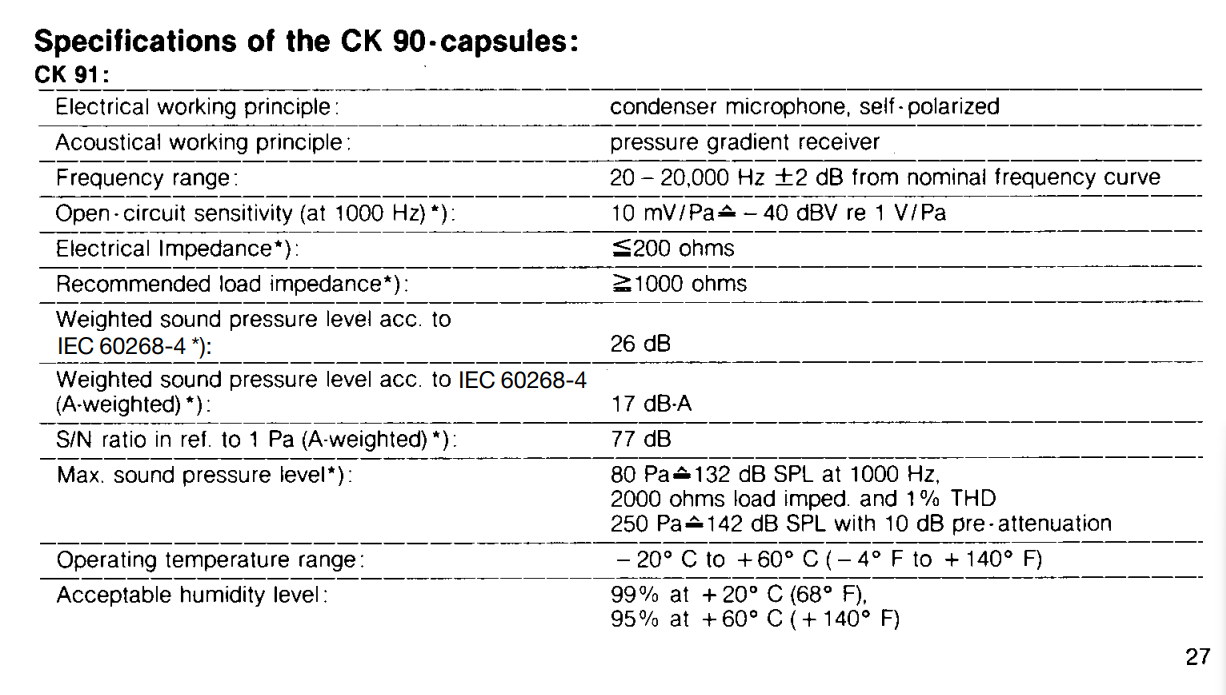 Specifications of the CK 90-capsules:
CK 91:
Electrical working principle: condenser microphone, self-polarized
Acoustical working principle: pressure gradient receiver
Frequency range: 20 – 20,000 Hz ±2 dB from nominal frequency curve
Open-circuit sensitivity (at 1000 Hz) *): 10 mV/Pa≙ – 40 dBV re 1 V/Pa
Electrical Impedance*): ≦200 ohms
Recommended load impedance*): ≧1000 ohms
Weighted sound pressure level acc. to
IEC 60268-4 *): 26 dB
Weighted sound pressure level acc. to IEC 60268-4
(A-weighted) *): 17 dB-A
S/N ratio in ref. to 1 Pa (A-weighted) *): 77 dB
Max. sound pressure level*): 80 Pa≙132 dB SPL at 1000 Hz,
2000 ohms load imped. and 1% THD
250 Pa≙142 dB SPL with 10 dB pre-attenuation
Operating temperature range: – 20° C to +60° C (– 4° F to +140° F)
Acceptable humidity level: 99% at +20° C (68° F),
95% at +60° C (+140° F)
27